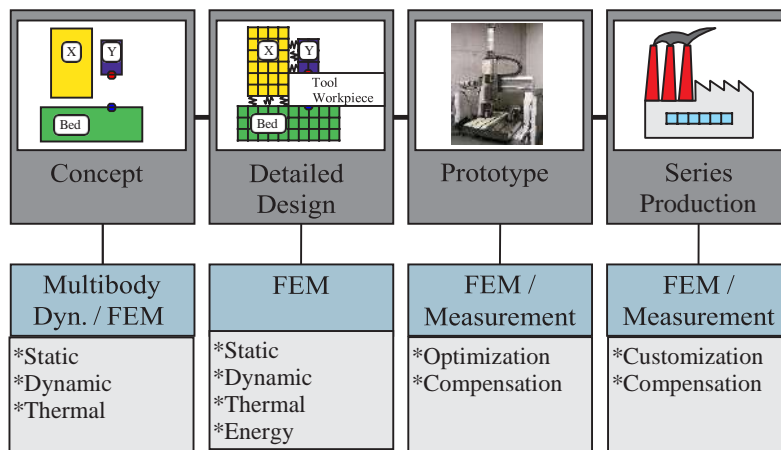 X
Y
Bed
Concept
X
Y
Tool
Workpiece
Bed
Detailed
Design
Prototype
Series
Production
Multibody
Dyn. / FEM
*Static
*Dynamic
*Thermal
FEM
*Static
*Dynamic
*Thermal
*Energy
FEM /
Measurement
*Optimization
*Compensation
FEM /
Measurement
*Customization
*Compensation